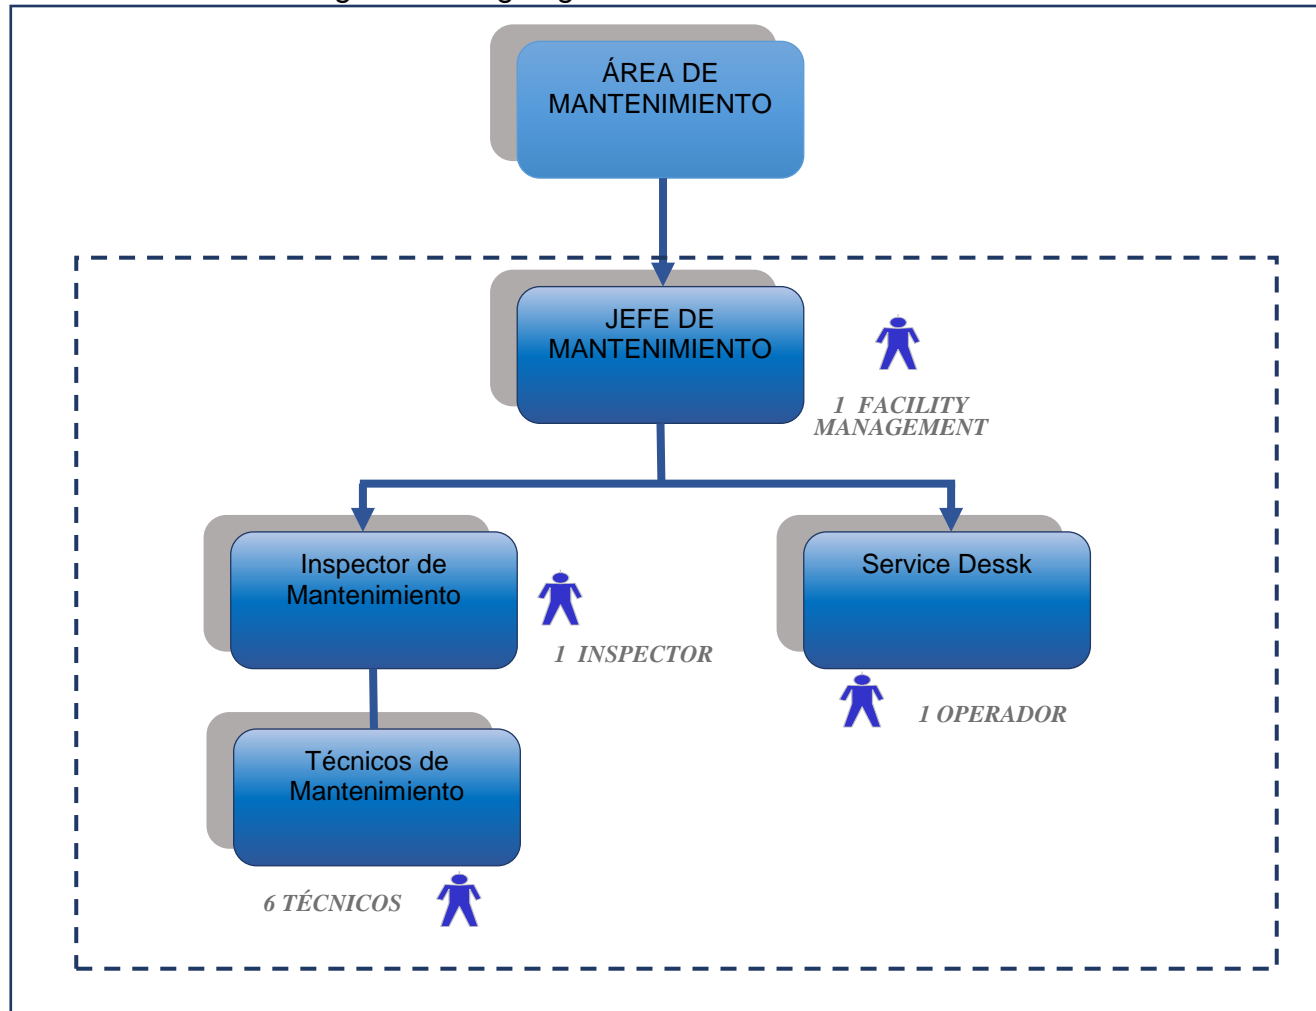 ÁREA DE
MANTENIMIENTO
JEFE DE
MANTENIMIENTO
1 FACILITY
MANAGEMENT
Inspector de
Mantenimiento
1 INSPECTOR
Service Dessk
1 OPERADOR
Técnicos de
Mantenimiento
6 TÉCNICOS